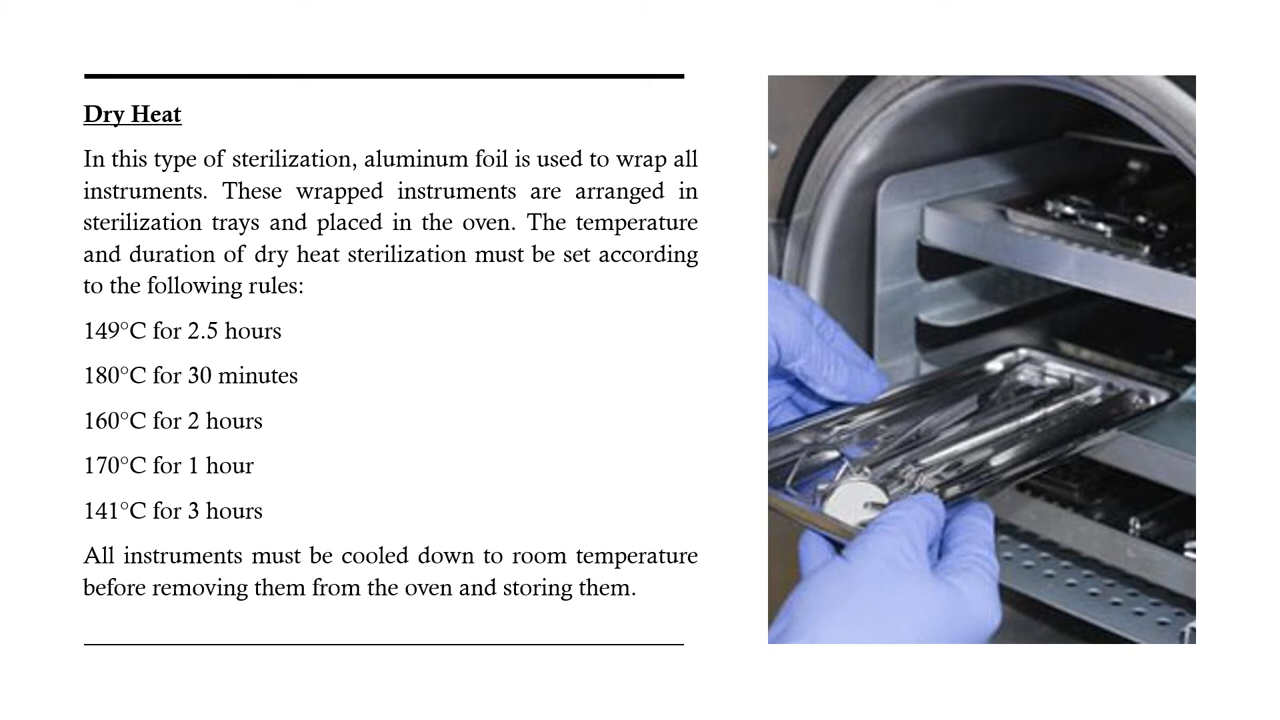 Dry Heat
In this type of sterilization, aluminum foil is used to wrap all
instruments. These wrapped instruments are arranged in
sterilization trays and placed in the oven. The temperature
and duration of dry heat sterilization must be set according
to the following rules:
149°C for 2.5 hours
180°C for 30 minutes
160°C for 2 hours
170°C for 1 hour
141°C for 3 hours
All instruments must be cooled down to room temperature
before removing them from the oven and storing them.